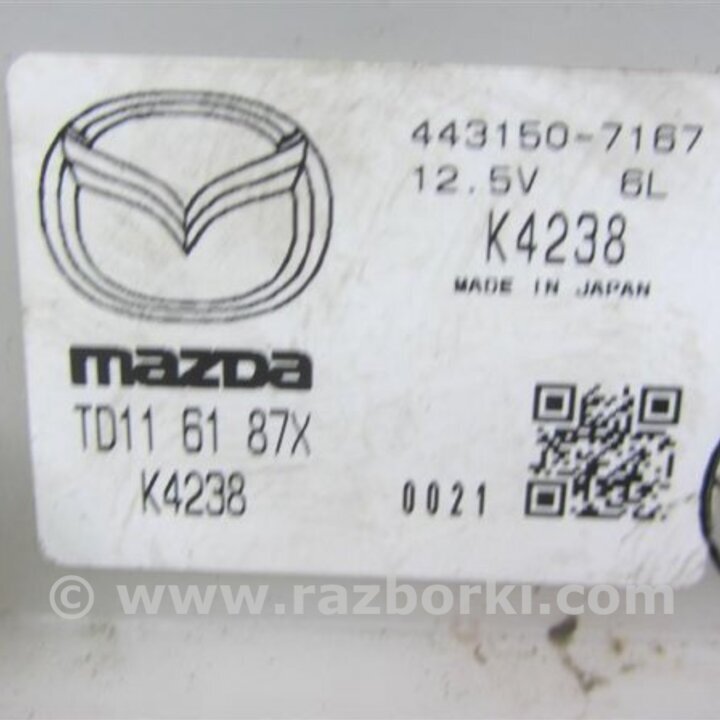 443150-7167
12.5V 6L
K4238
MADE IN JAPAN
mazda
TD11 61 87X
K4238
0021
© www.razborki.com